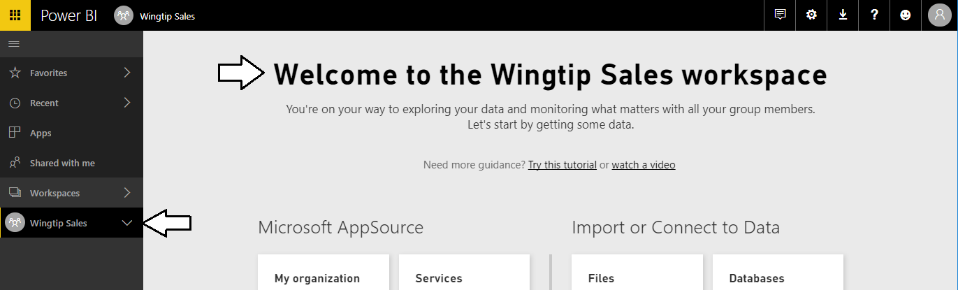 Power BI Wingtip Sales
Favorites
Recent
Apps
Shared with me
Workspaces
Wingtip Sales
Welcome to the Wingtip Sales workspace
You're on your way to exploring your data and monitoring what matters with all your group members.
Let's start by getting some data.
Need more guidance? Try this tutorial or watch a video
Microsoft AppSource
My organization Services
Import or Connect to Data
Files Databases